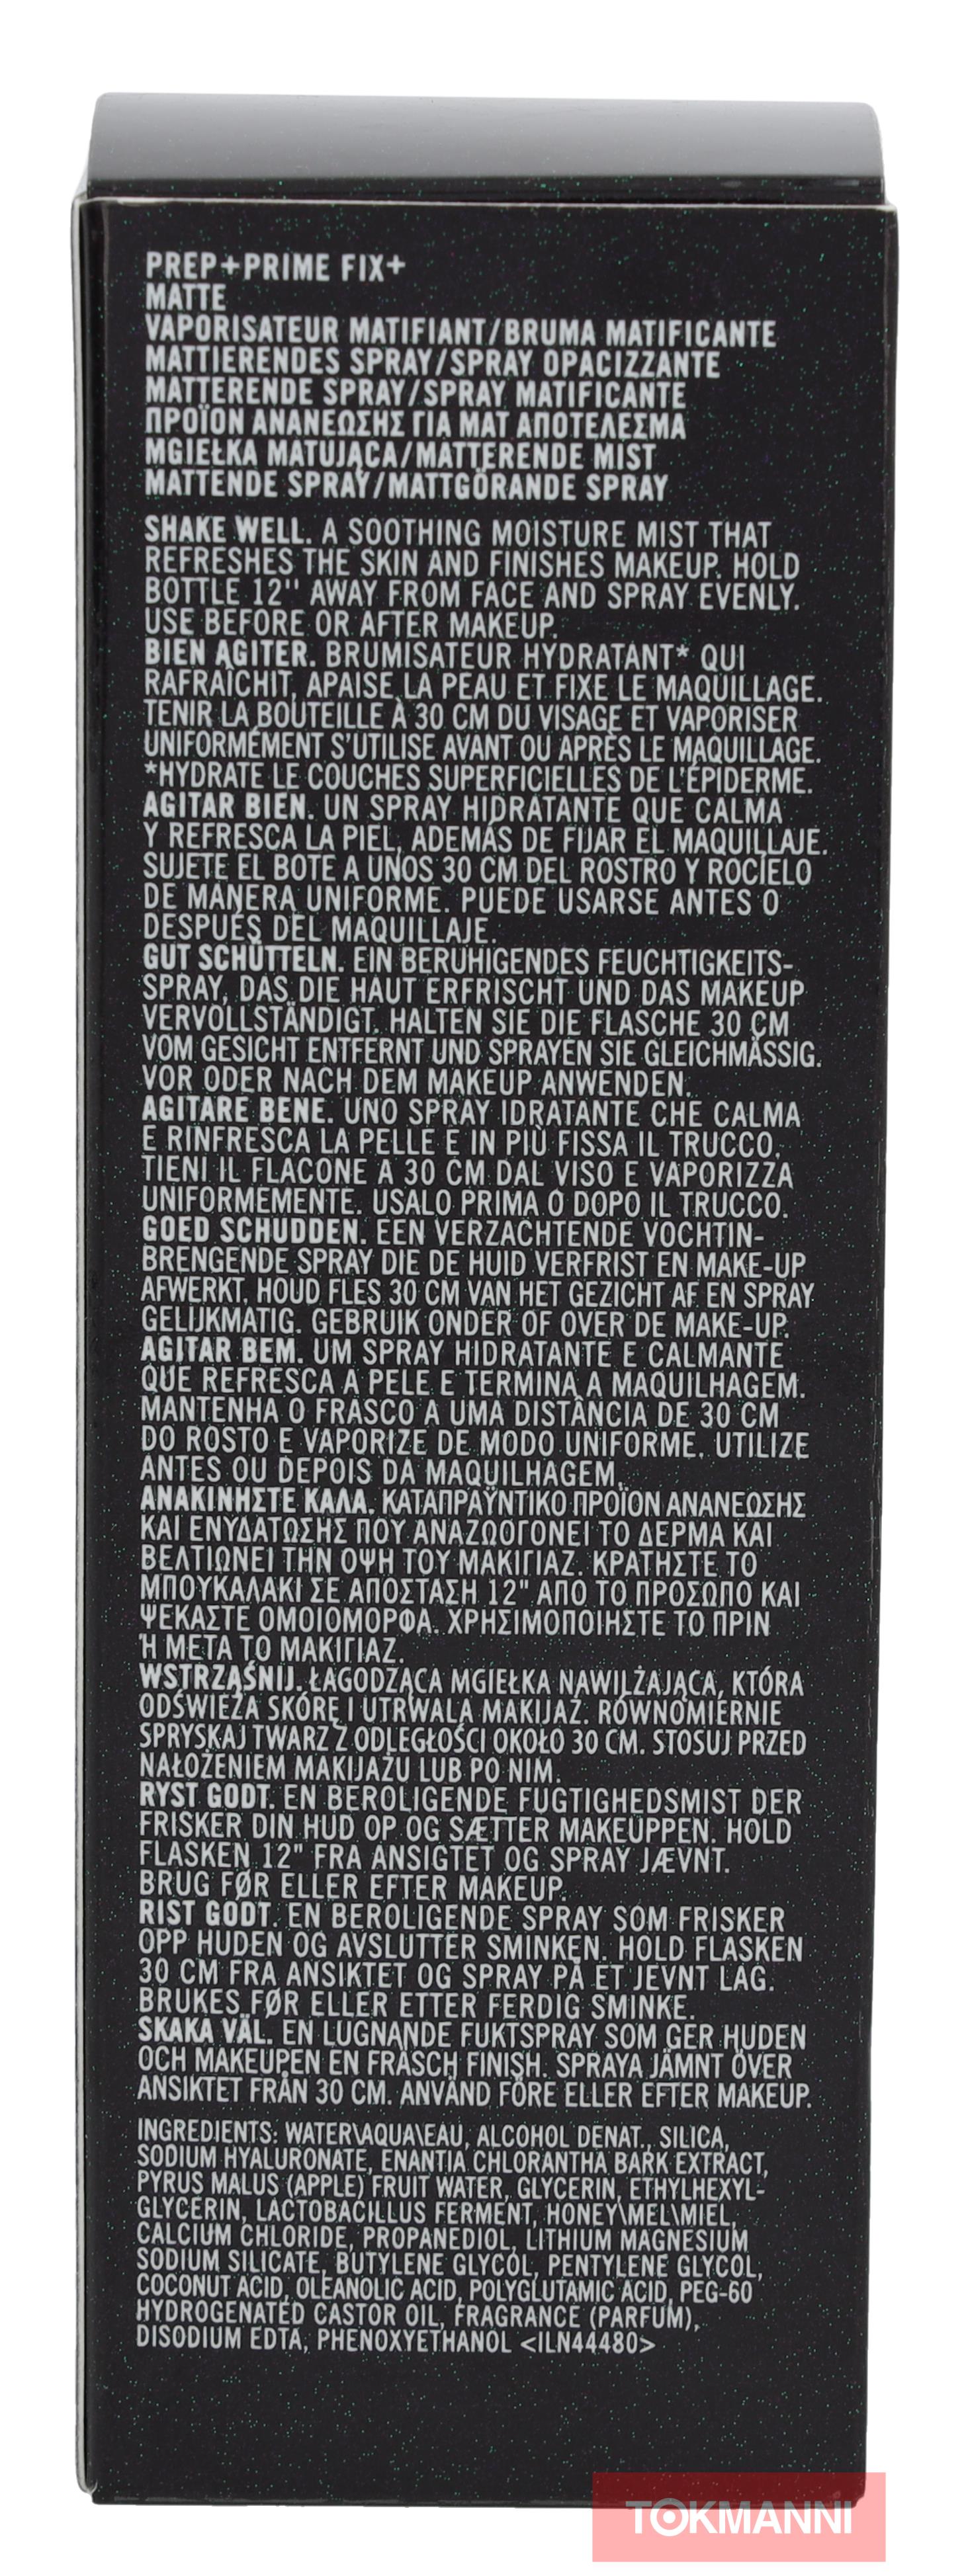 PREP+PRIME FIX+
MATTE
VAPORISATEUR MATIFIANT/BRUMA MATIFICANTE
MATTIERENDES SPRAY/SPRAY OPACIZZANTE
MATTERENDE SPRAY/SPRAY MATIFICANTE
ΠΡΟΪΟΝ ΑΝΑΝΕΩΣΗΣ ΓΙΑ ΜΑΤ ΑΠΟΤΕΛΕΣΜΑ
MGIEŁKA MATUJĄCA/MATTERENDE MIST
MATTENDE SPRAY/MATTGÖRANDE SPRAY
SHAKE WELL. A SOOTHING MOISTURE MIST THAT
REFRESHES THE SKIN AND FINISHES MAKEUP. HOLD
BOTTLE 12" AWAY FROM FACE AND SPRAY EVENLY.
USE BEFORE OR AFTER MAKEUP.
BIEN AGITER. BRUMISATEUR HYDRATANT* QUI
RAFRAÎCHIT, APAISE LA PEAU ET FIXE LE MAQUILLAGE.
TENIR LA BOUTEILLE À 30 CM DU VISAGE ET VAPORISER
UNIFORMÉMENT S'UTILISE AVANT OU APRÈS LE MAQUILLAGE.
*HYDRATE LE COUCHES SUPERFICIELLES DE L'ÉPIDERME.
AGITAR BIEN. UN SPRAY HIDRATANTE QUE CALMA
Y REFRESCA LA PIEL, ADEMÁS DE FIJAR EL MAQUILLAJE.
SUJETE EL BOTE A UNOS 30 CM DEL ROSTRO Y ROCÍELO
DE MANERA UNIFORME. PUEDE USARSE ANTES O
DESPUÉS DEL MAQUILLAJE.
GUT SCHÜTTELN. EIN BERUHIGENDES FEUCHTIGKEITS-
SPRAY, DAS DIE HAUT ERFRISCHT UND DAS MAKEUP
VERVOLLSTÄNDIGT. HALTEN SIE DIE FLASCHE 30 CM
VOM GESICHT ENTFERNT UND SPRAYEN SIE GLEICHMÄSSIG.
VOR ODER NACH DEM MAKEUP ANWENDEN.
AGITARE BENE. UNO SPRAY IDRATANTE CHE CALMA
E RINFRESCA LA PELLE E IN PIÙ FISSA IL TRUCCO.
TIENI IL FLACONE A 30 CM DAL VISO E VAPORIZZA
UNIFORMEMENTE. USALO PRIMA O DOPO IL TRUCCO.
GOED SCHUDDEN. EEN VERZACHTENDE VOCHTIN-
BRENGENDE SPRAY DIE DE HUID VERFRIST EN MAKE-UP
AFWERKT. HOUD FLES 30 CM VAN HET GEZICHT AF EN SPRAY
GELIJKMATIG. GEBRUIK ONDER OF OVER DE MAKE-UP.
AGITAR BEM. UM SPRAY HIDRATANTE E CALMANTE
QUE REFRESCA A PELE E TERMINA A MAQUILHAGEM.
MANTENHA O FRASCO A UMA DISTÂNCIA DE 30 CM
DO ROSTO E VAPORIZE DE MODO UNIFORME. UTILIZE
ANTES OU DEPOIS DA MAQUILHAGEM.
ΑΝΑΚΙΝΗΣΤΕ ΚΑΛΑ. ΚΑΤΑΠΡΑΫΝΤΙΚΟ ΠΡΟΪΟΝ ΑΝΑΝΕΩΣΗΣ
ΚΑΙ ΕΝΥΔΑΤΩΣΗΣ ΠΟΥ ΑΝΑΖΩΟΓΟΝΕΙ ΤΟ ΔΕΡΜΑ ΚΑΙ
ΒΕΛΤΙΩΝΕΙ ΤΗΝ ΟΨΗ ΤΟΥ ΜΑΚΙΓΙΑΖ. ΚΡΑΤΗΣΤΕ ΤΟ
ΜΠΟΥΚΑΛΑΚΙ ΣΕ ΑΠΟΣΤΑΣΗ 12" ΑΠΟ ΤΟ ΠΡΟΣΩΠΟ ΚΑΙ
ΨΕΚΑΣΤΕ ΟΜΟΙΟΜΟΡΦΑ. ΧΡΗΣΙΜΟΠΟΙΗΣΤΕ ΤΟ ΠΡΙΝ
Ή ΜΕΤΑ ΤΟ ΜΑΚΙΓΙΑΖ.
WSTRZĄŚNIJ. ŁAGODZĄCA MGIEŁKA NAWILŻAJĄCA, KTÓRA
ODŚWIEŻA SKÓRĘ I UTRWALA MAKIJAŻ. RÓWNOMIERNIE
SPRYSKAJ TWARZ Z ODLEGŁOŚCI OKOŁO 30 CM. STOSUJ PRZED
NAŁOŻENIEM MAKIJAŻU LUB PO NIM.
RYST GODT. EN BEROLIGENDE FUGTIGHEDSMIST DER
FRISKER DIN HUD OP OG SÆTTER MAKEUPPEN. HOLD
FLASKEN 12" FRA ANSIGTET OG SPRAY JÆVNT.
BRUG FØR ELLER EFTER MAKEUP.
RIST GODT. EN BEROLIGENDE SPRAY SOM FRISKER
OPP HUDEN OG AVSLUTTER SMINKEN. HOLD FLASKEN
30 CM FRA ANSIKTET OG SPRAY PÅ ET JEVNT LAG.
BRUKES FØR ELLER ETTER FERDIG SMINKE.
SKAKA VÄL. EN LUGNANDE FUKTSPRAY SOM GER HUDEN
OCH MAKEUPEN EN FRÄSCH FINISH. SPRAYA JÄMNT ÖVER
ANSIKTET FRÅN 30 CM. ANVÄND FÖRE ELLER EFTER MAKEUP.
INGREDIENTS: WATER\AQUA\EAU, ALCOHOL DENAT., SILICA,
SODIUM HYALURONATE, ENANTIA CHLORANTHA BARK EXTRACT,
PYRUS MALUS (APPLE) FRUIT WATER, GLYCERIN, ETHYLHEXYL-
GLYCERIN, LACTOBACILLUS FERMENT, HONEY\MEL\MIEL,
CALCIUM CHLORIDE, PROPANEDIOL, LITHIUM MAGNESIUM
SODIUM SILICATE, BUTYLENE GLYCOL, PENTYLENE GLYCOL,
COCONUT ACID, OLEANOLIC ACID, POLYGLUTAMIC ACID, PEG-60
HYDROGENATED CASTOR OIL, FRAGRANCE (PARFUM),
DISODIUM EDTA, PHENOXYETHANOL <ILN44480>
TOKMANNI